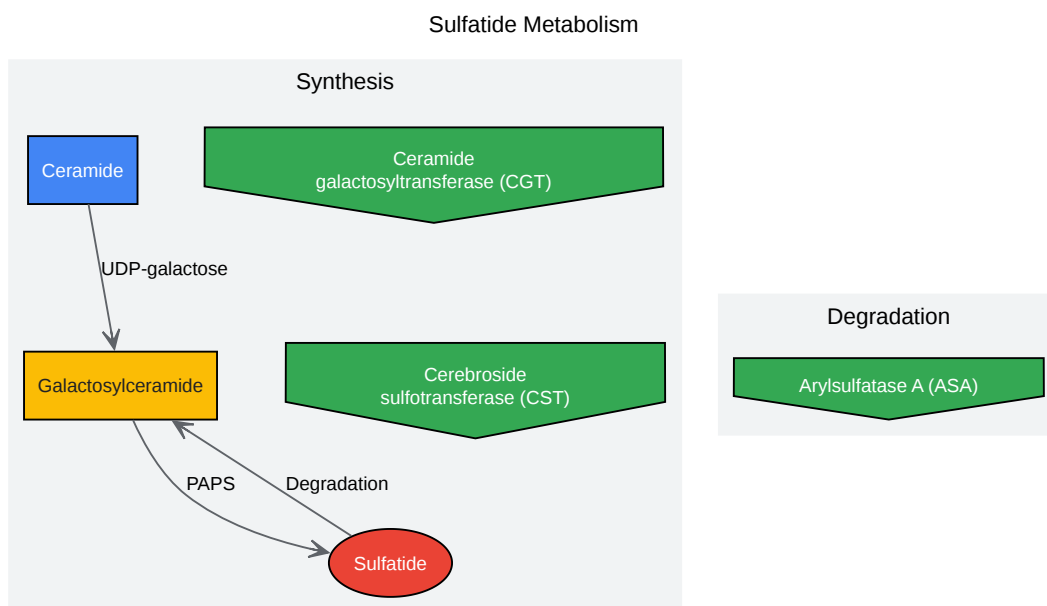 Sulfatide Metabolism
Synthesis
Ceramide
Ceramide
galactosyltransferase (CGT)
UDP-galactose
Degradation
Galactosylceramide
Cerebroside
sulfotransferase (CST)
Arylsulfatase A (ASA)
PAPS
Degradation
Sulfatide